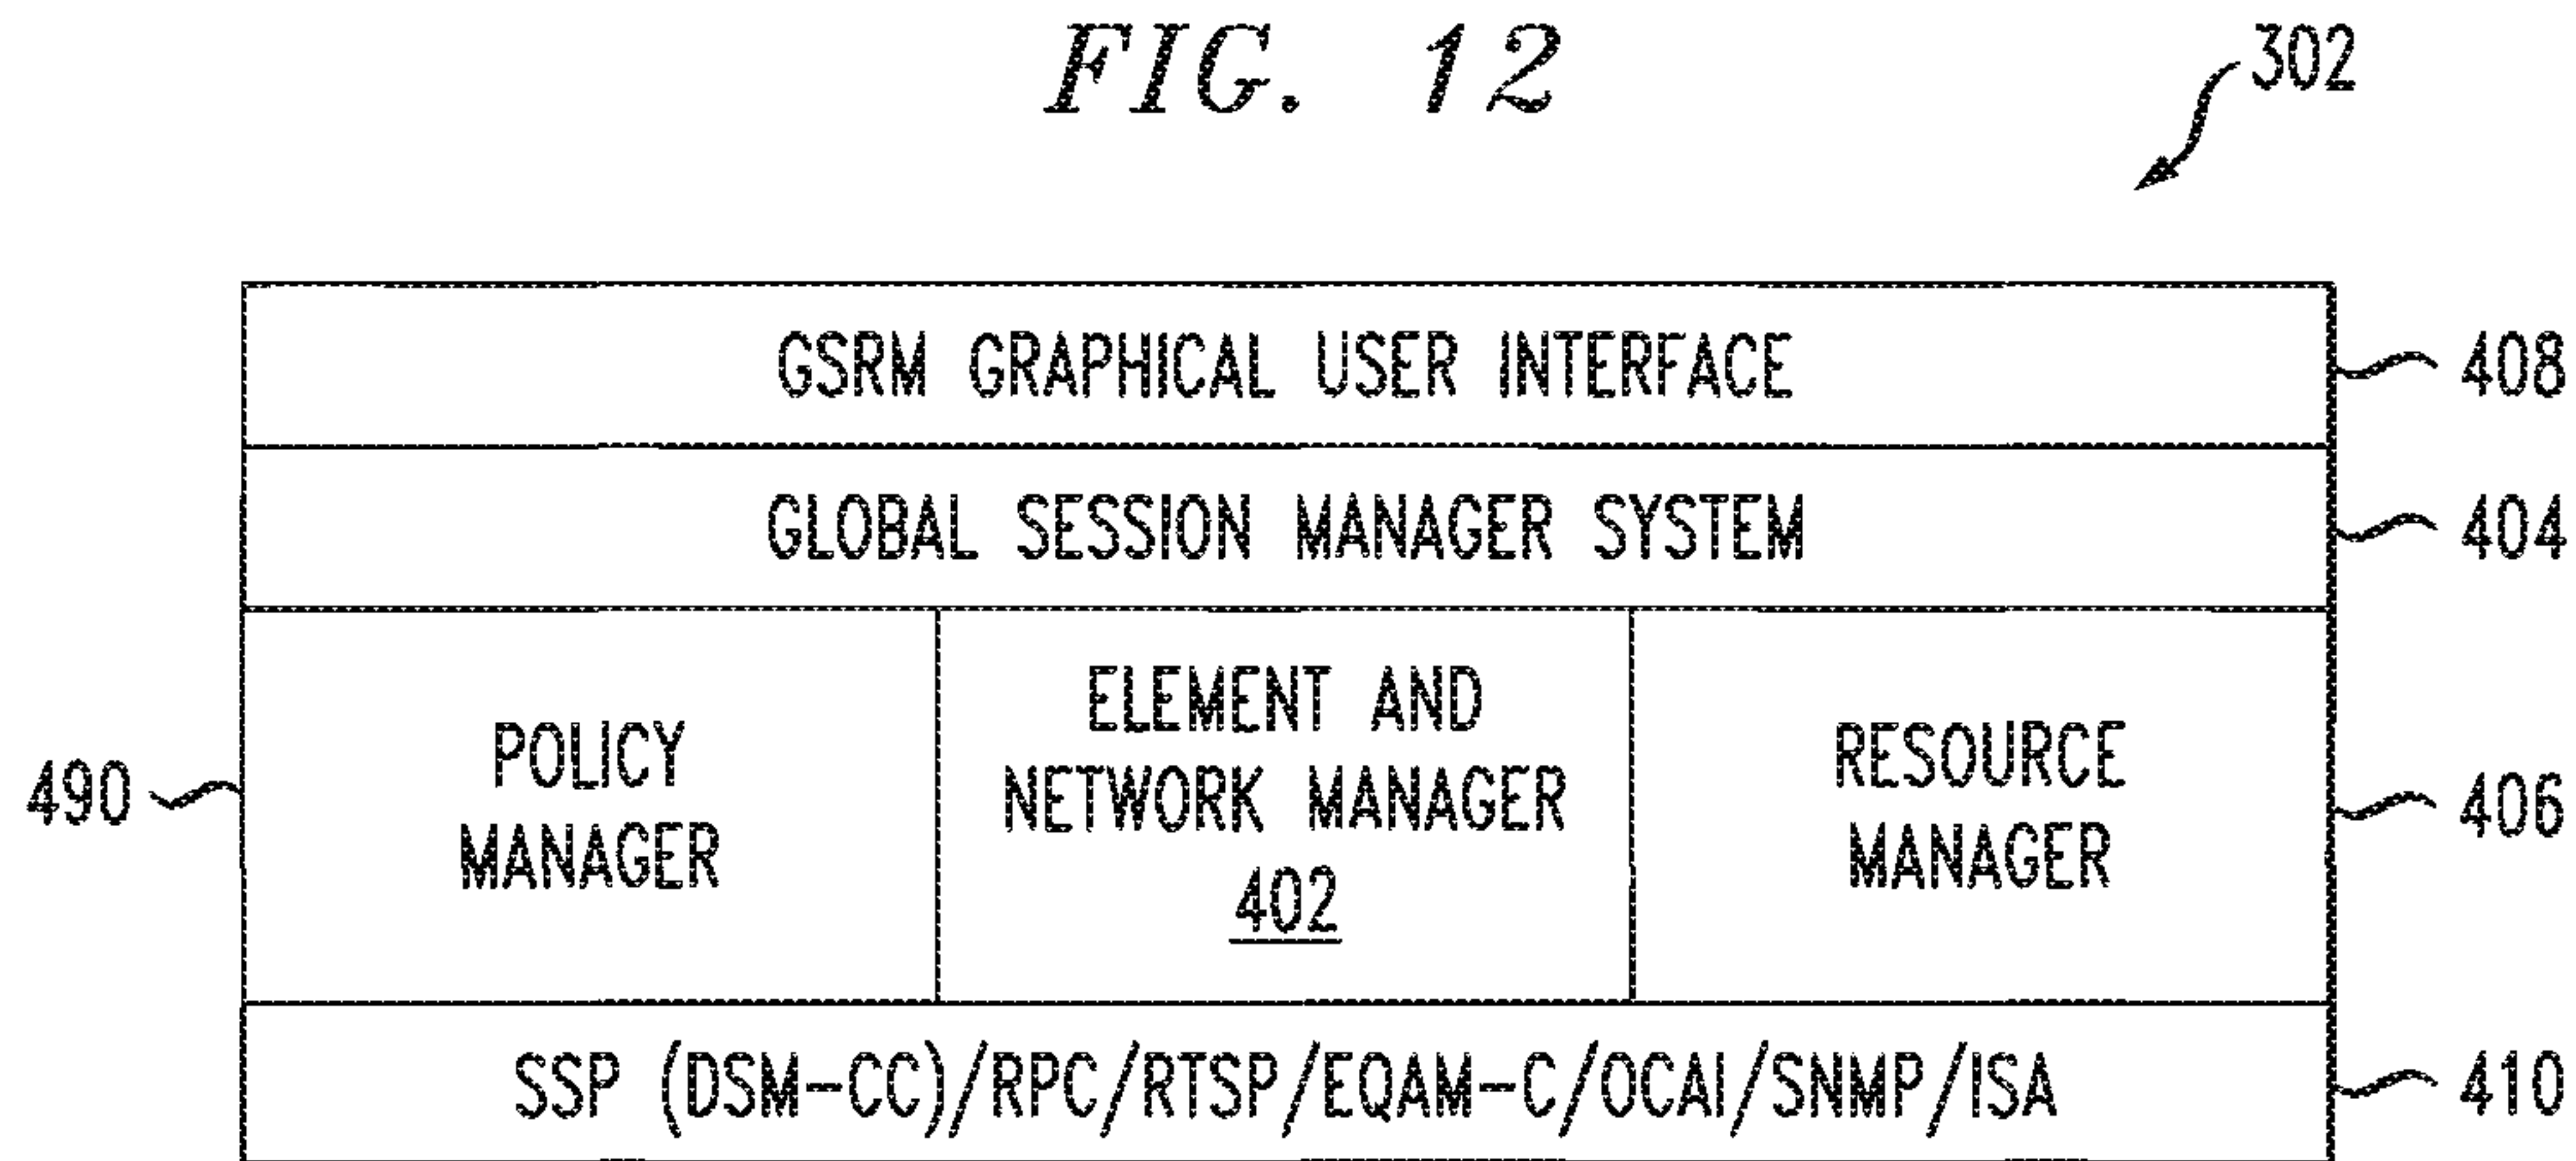 FIG. 12
302
GSRM GRAPHICAL USER INTERFACE
408
GLOBAL SESSION MANAGER SYSTEM
404
490
POLICY
MANAGER
ELEMENT AND
NETWORK MANAGER
402
RESOURCE
MANAGER
406
SSP (DSM-CC)/RPC/RTSP/EQAM-C/OCAI/SNMP/ISA
410